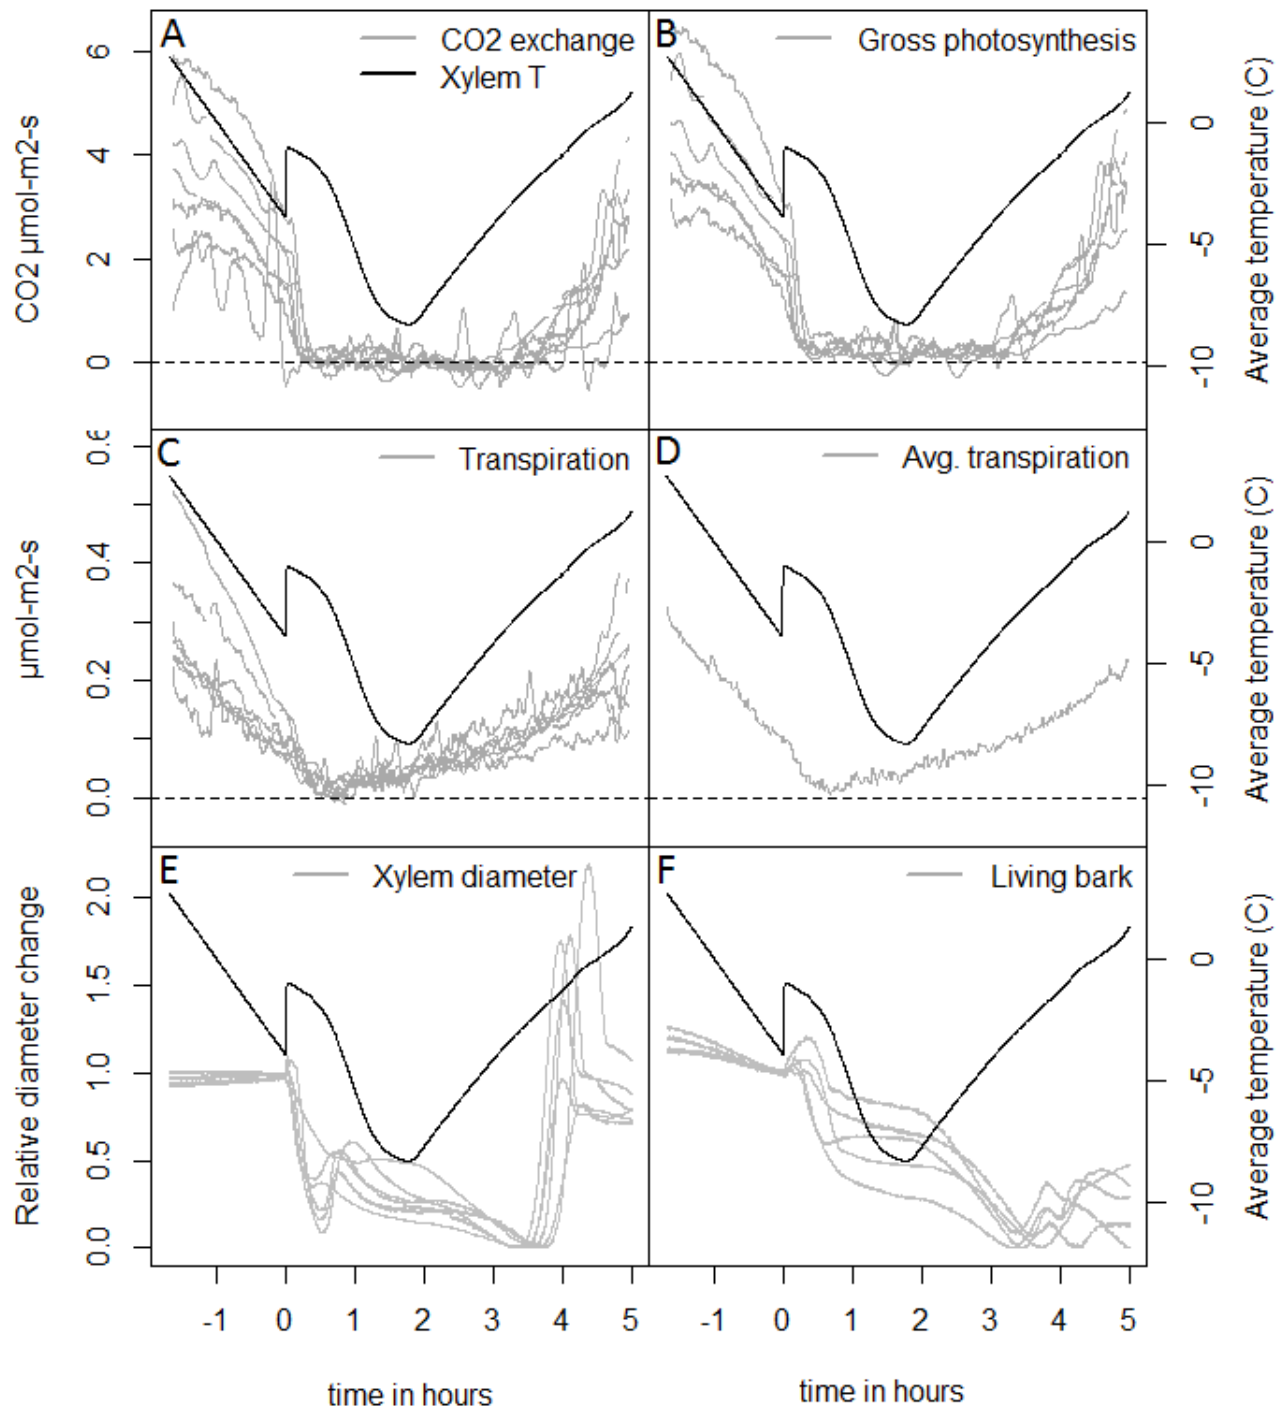 A
CO2 exchange
Xylem T
B
Gross photosynthesis
6
4
2
0
CO2 µmol-m2-s
0
-5
-10
Average temperature (C)
C
Transpiration
D
Avg. transpiration
0.6
0.4
0.2
0.0
µmol-m2-s
0
-5
-10
Average temperature (C)
E
Xylem diameter
F
Living bark
2.0
1.5
1.0
0.5
0.0
Relative diameter change
0
-5
-10
Average temperature (C)
-1 0 1 2 3 4 5
-1 0 1 2 3 4 5
time in hours
time in hours